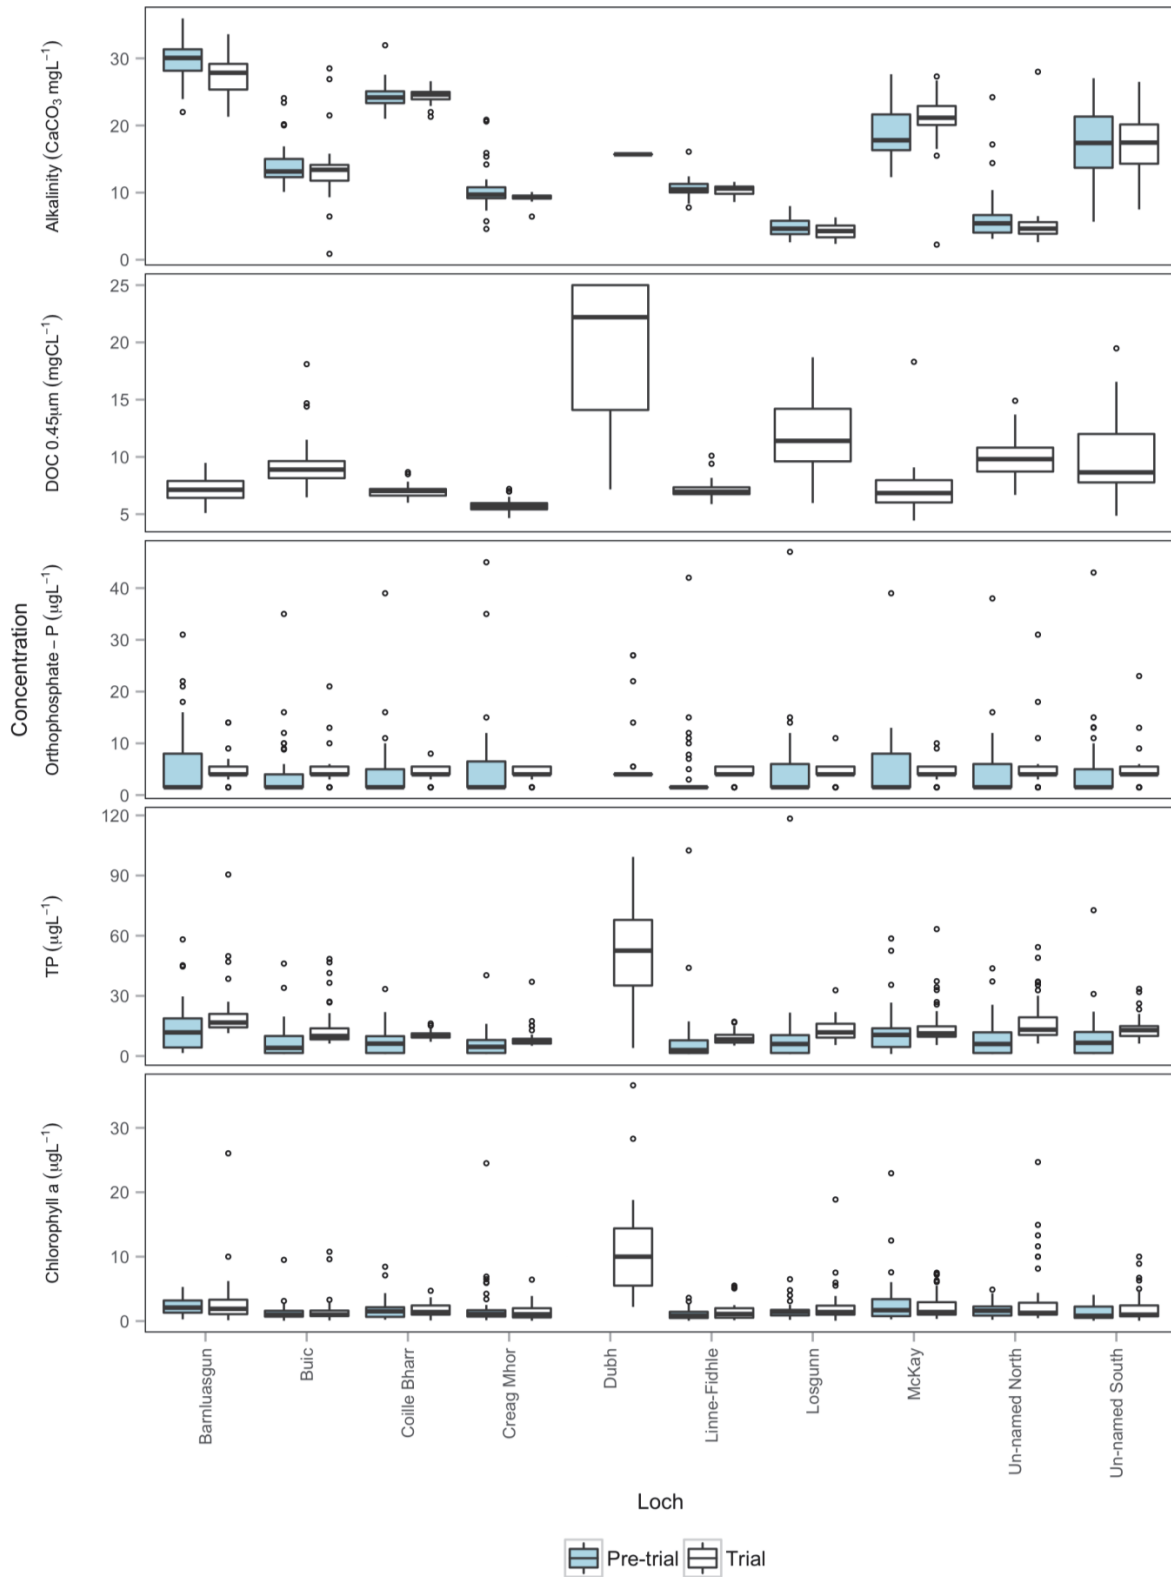 Concentration
Alkinity (CaCO₃ mgL⁻¹)
30
20
10
0
DOC 0.45μm (mgCL⁻¹)
25
20
15
10
5
Orthophosphate – P (μgL⁻¹)
40
30
20
10
0
TP (μgL⁻¹)
120
90
60
30
0
Chlorophyll a (μgL⁻¹)
30
20
10
0
Barnluasgun
Buic
Coille Bharr
Creag Mhor
Dubh
Linne-Fidhle
Losgunn
McKay
Un-named North
Un-named South
Loch
Pre-trial
Trial